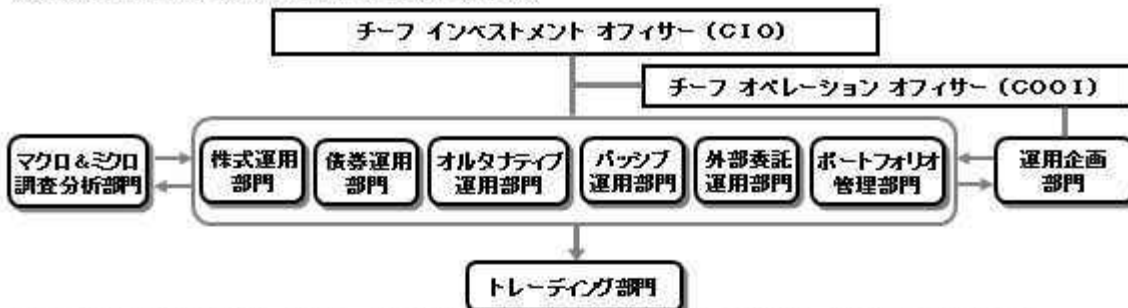 チーフ インベストメント オフィサー (CIO)
チーフ オペレーション オフィサー (COOI)
マクロ&ミクロ
調査分析部門
株式運用
部門
債券運用
部門
オルタナティブ
運用部門
パッシブ
運用部門
外部委託
運用部門
ポートフォリオ
管理部門
運用企画
部門
トレーディング部門